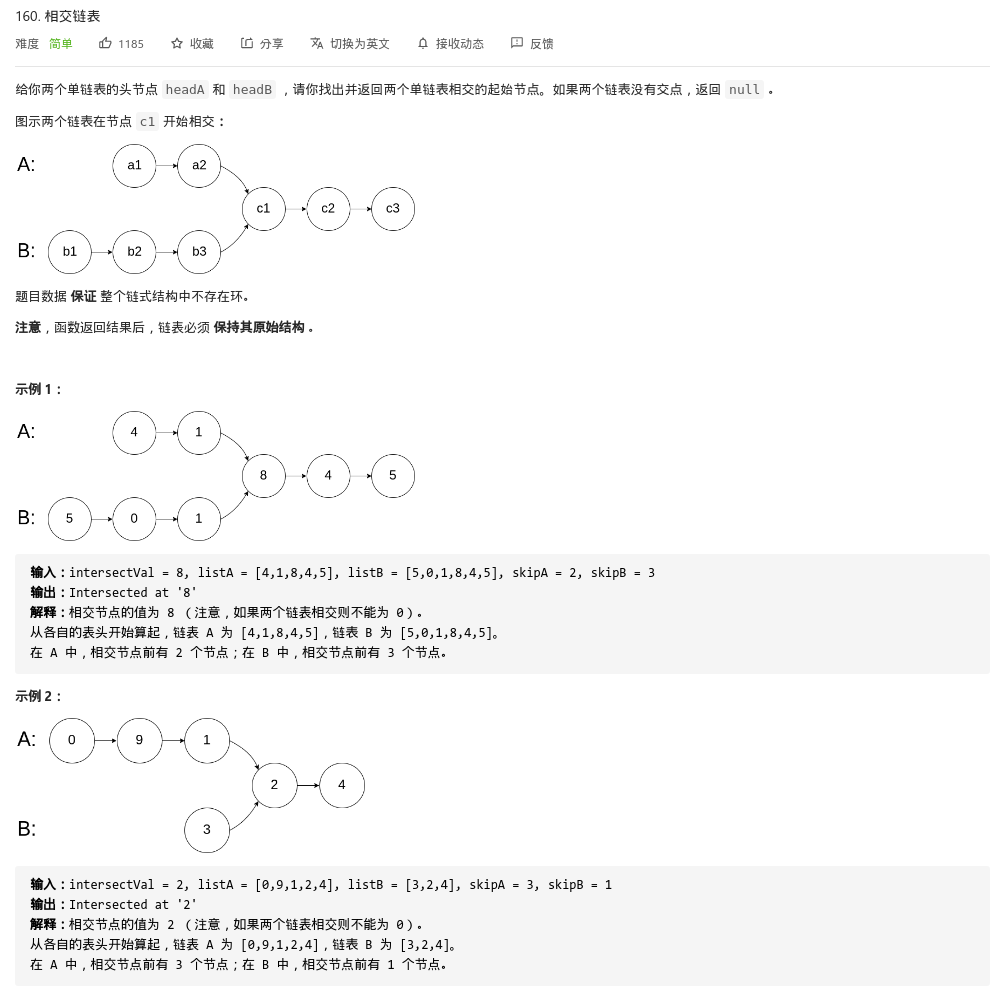 160. 相交链表
难度 简单 1185 收藏 分享 切换为英文 接收动态 反馈
给你两个单链表的头节点 headA 和 headB ，请你找出并返回两个单链表相交的起始节点。如果两个链表没有交点，返回 null 。
图示两个链表在节点 c1 开始相交：
A: a1 a2
c1 c2 c3
B: b1 b2 b3
题目数据 保证 整个链式结构中不存在环。
注意，函数返回结果后，链表必须 保持其原始结构 。
示例 1：
A: 4 1
8 4 5
B: 5 0 1
输入：intersectVal = 8, listA = [4,1,8,4,5], listB = [5,0,1,8,4,5], skipA = 2, skipB = 3
输出：Intersected at '8'
解释：相交节点的值为 8 （注意，如果两个链表相交则不能为 0）。
从各自的表头开始算起，链表 A 为 [4,1,8,4,5]，链表 B 为 [5,0,1,8,4,5]。
在 A 中，相交节点前有 2 个节点；在 B 中，相交节点前有 3 个节点。
示例 2：
A: 0 9 1
2 4
B: 3
输入：intersectVal = 2, listA = [0,9,1,2,4], listB = [3,2,4], skipA = 3, skipB = 1
输出：Intersected at '2'
解释：相交节点的值为 2 （注意，如果两个链表相交则不能为 0）。
从各自的表头开始算起，链表 A 为 [0,9,1,2,4]，链表 B 为 [3,2,4]。
在 A 中，相交节点前有 3 个节点；在 B 中，相交节点前有 1 个节点。